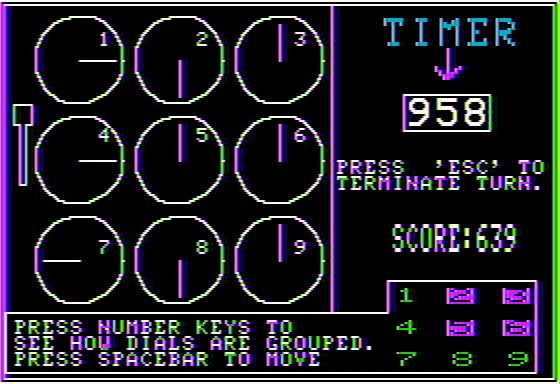 1 2 3
4 5 6
7 8 9
TIMER
958
PRESS 'ESC' TO
TERMINATE TURN.
SCORE:639
PRESS NUMBER KEYS TO
SEE HOW DIALS ARE GROUPED.
PRESS SPACEBAR TO MOVE
1
4
7 8 9